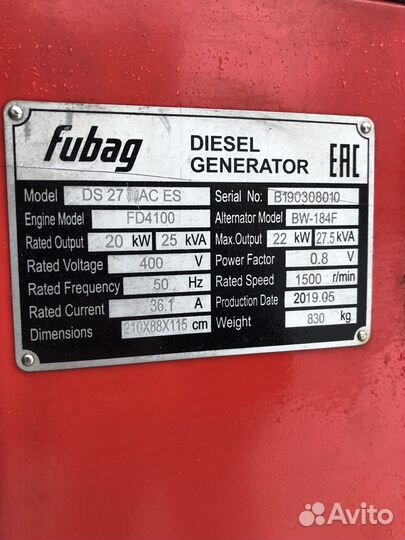 fubag
DIESEL
GENERATOR
EAC
Model DS 27 AC ES Serial No: B190308010
Engine Model FD4100 Alternator Model BW-184F
Rated Output 20 kW 25 kVA Max.Output 22 kW 27.5 kVA
Rated Voltage 400 V Power Factor 0.8 V
Rated Frequency 50 Hz Rated Speed 1500 r/min
Rated Current 36.1 A Production Date 2019.05
Dimensions 210X88X115 cm Weight 830 kg
Avito